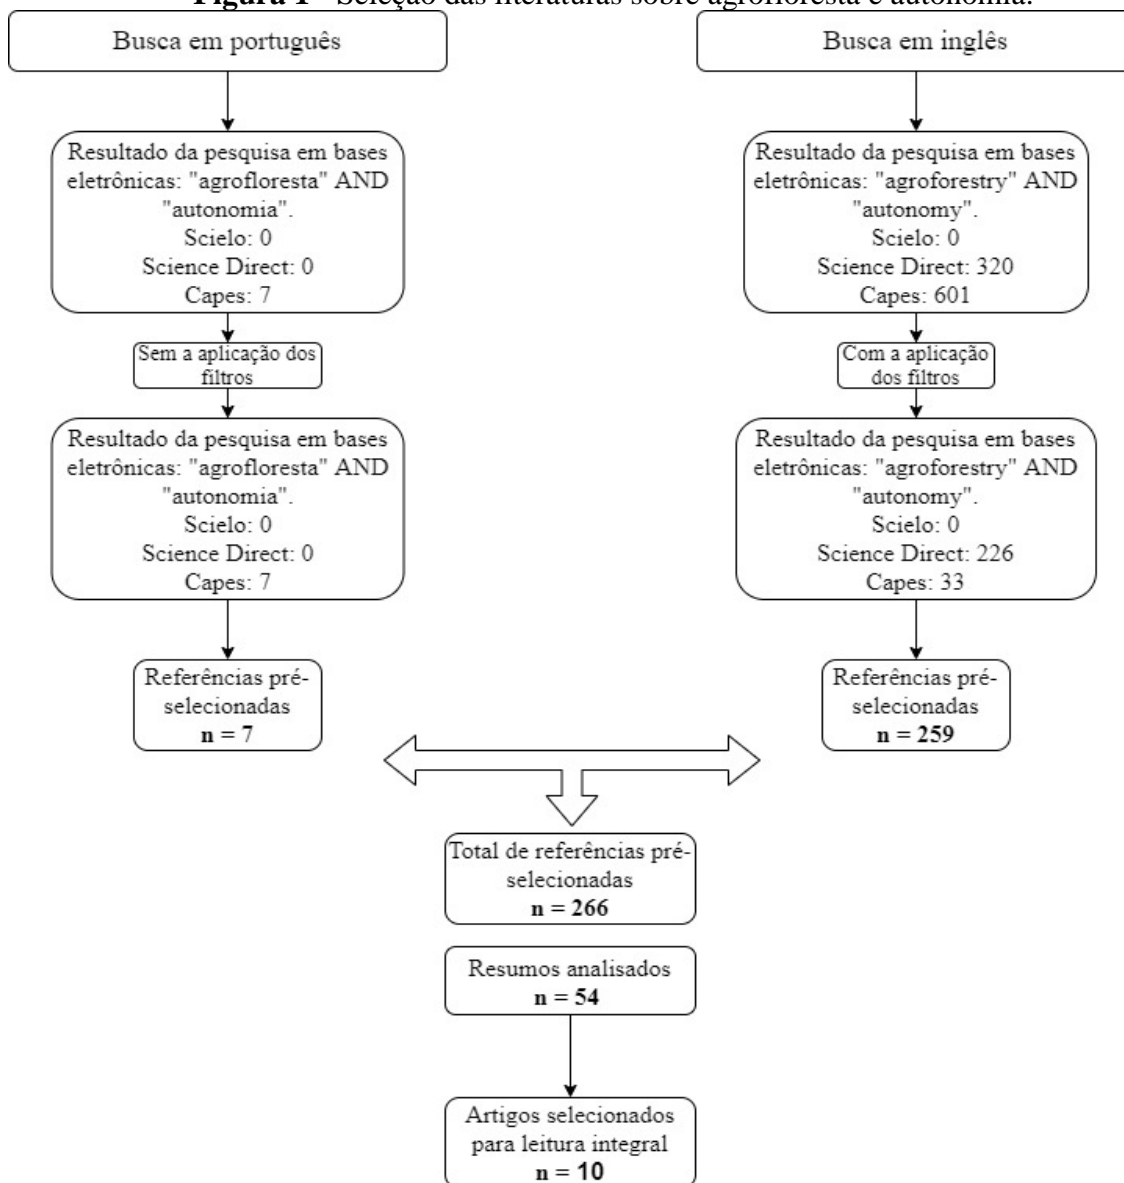 Figura 1 - Seleção das literaturas sobre agrofloresta e autonomia.
Busca em português
Resultado da pesquisa em bases
eletrônicas: "agrofloresta" AND
"autonomia".
Scielo: 0
Science Direct: 0
Capes: 7
Sem a aplicação dos
filtros
Resultado da pesquisa em bases
eletrônicas: "agrofloresta" AND
"autonomia".
Scielo: 0
Science Direct: 0
Capes: 7
Referências pré-
selecionadas
n = 7
Busca em inglês
Resultado da pesquisa em bases
eletrônicas: "agroforestry" AND
"autonomy".
Scielo: 0
Science Direct: 320
Capes: 601
Com a aplicação
dos filtros
Resultado da pesquisa em bases
eletrônicas: "agroforestry" AND
"autonomy".
Scielo: 0
Science Direct: 226
Capes: 33
Referências pré-
selecionadas
n = 259
Total de referências pré-
selecionadas
n = 266
Resumos analisados
n = 54
Artigos selecionados
para leitura integral
n = 10